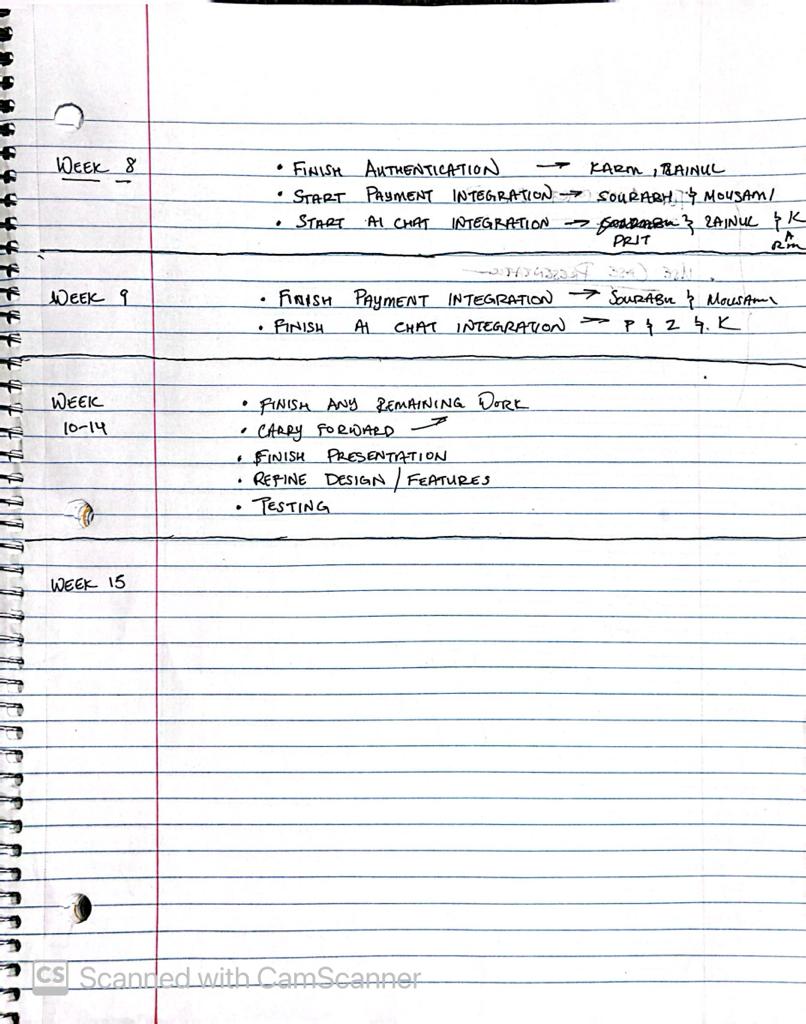 WEEK 8
• FINISH AUTHENTICATION → KARM, ZAINUL
• START PAYMENT INTEGRATION → SOURABH & MOUSAMI
• START AI CHAT INTEGRATION → & ZAINUL & KARM
PRIT
WEEK 9
• FINISH PAYMENT INTEGRATION → SOURABH & MOUSAMI
• FINISH AI CHAT INTEGRATION → P & Z & K
WEEK
10-14
• FINISH ANY REMAINING WORK
• CARRY FORWARD →
• FINISH PRESENTATION
• REFINE DESIGN / FEATURES
• TESTING
WEEK 15
CS Scanned with CamScanner